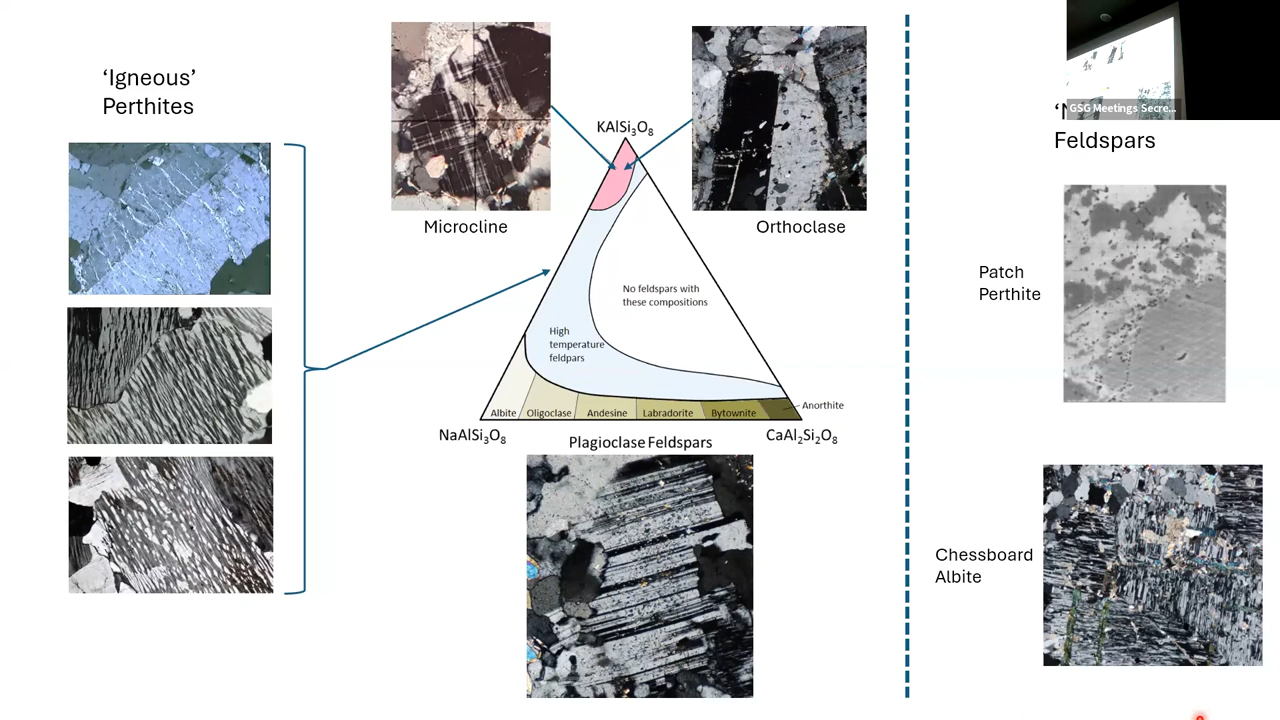 ‘Igneous’
Perthites
Microcline
Orthoclase
KAlSi₃O₈
No feldspars with
these compositions
High
temperature
feldpars
Albite
Oligoclase
Andesine
Labradorite
Bytownite
Anorthite
NaAlSi₃O₈
CaAl₂Si₂O₈
Plagioclase Feldspars
GSG Meetings Secre...
Feldspars
Patch
Perthite
Chessboard
Albite